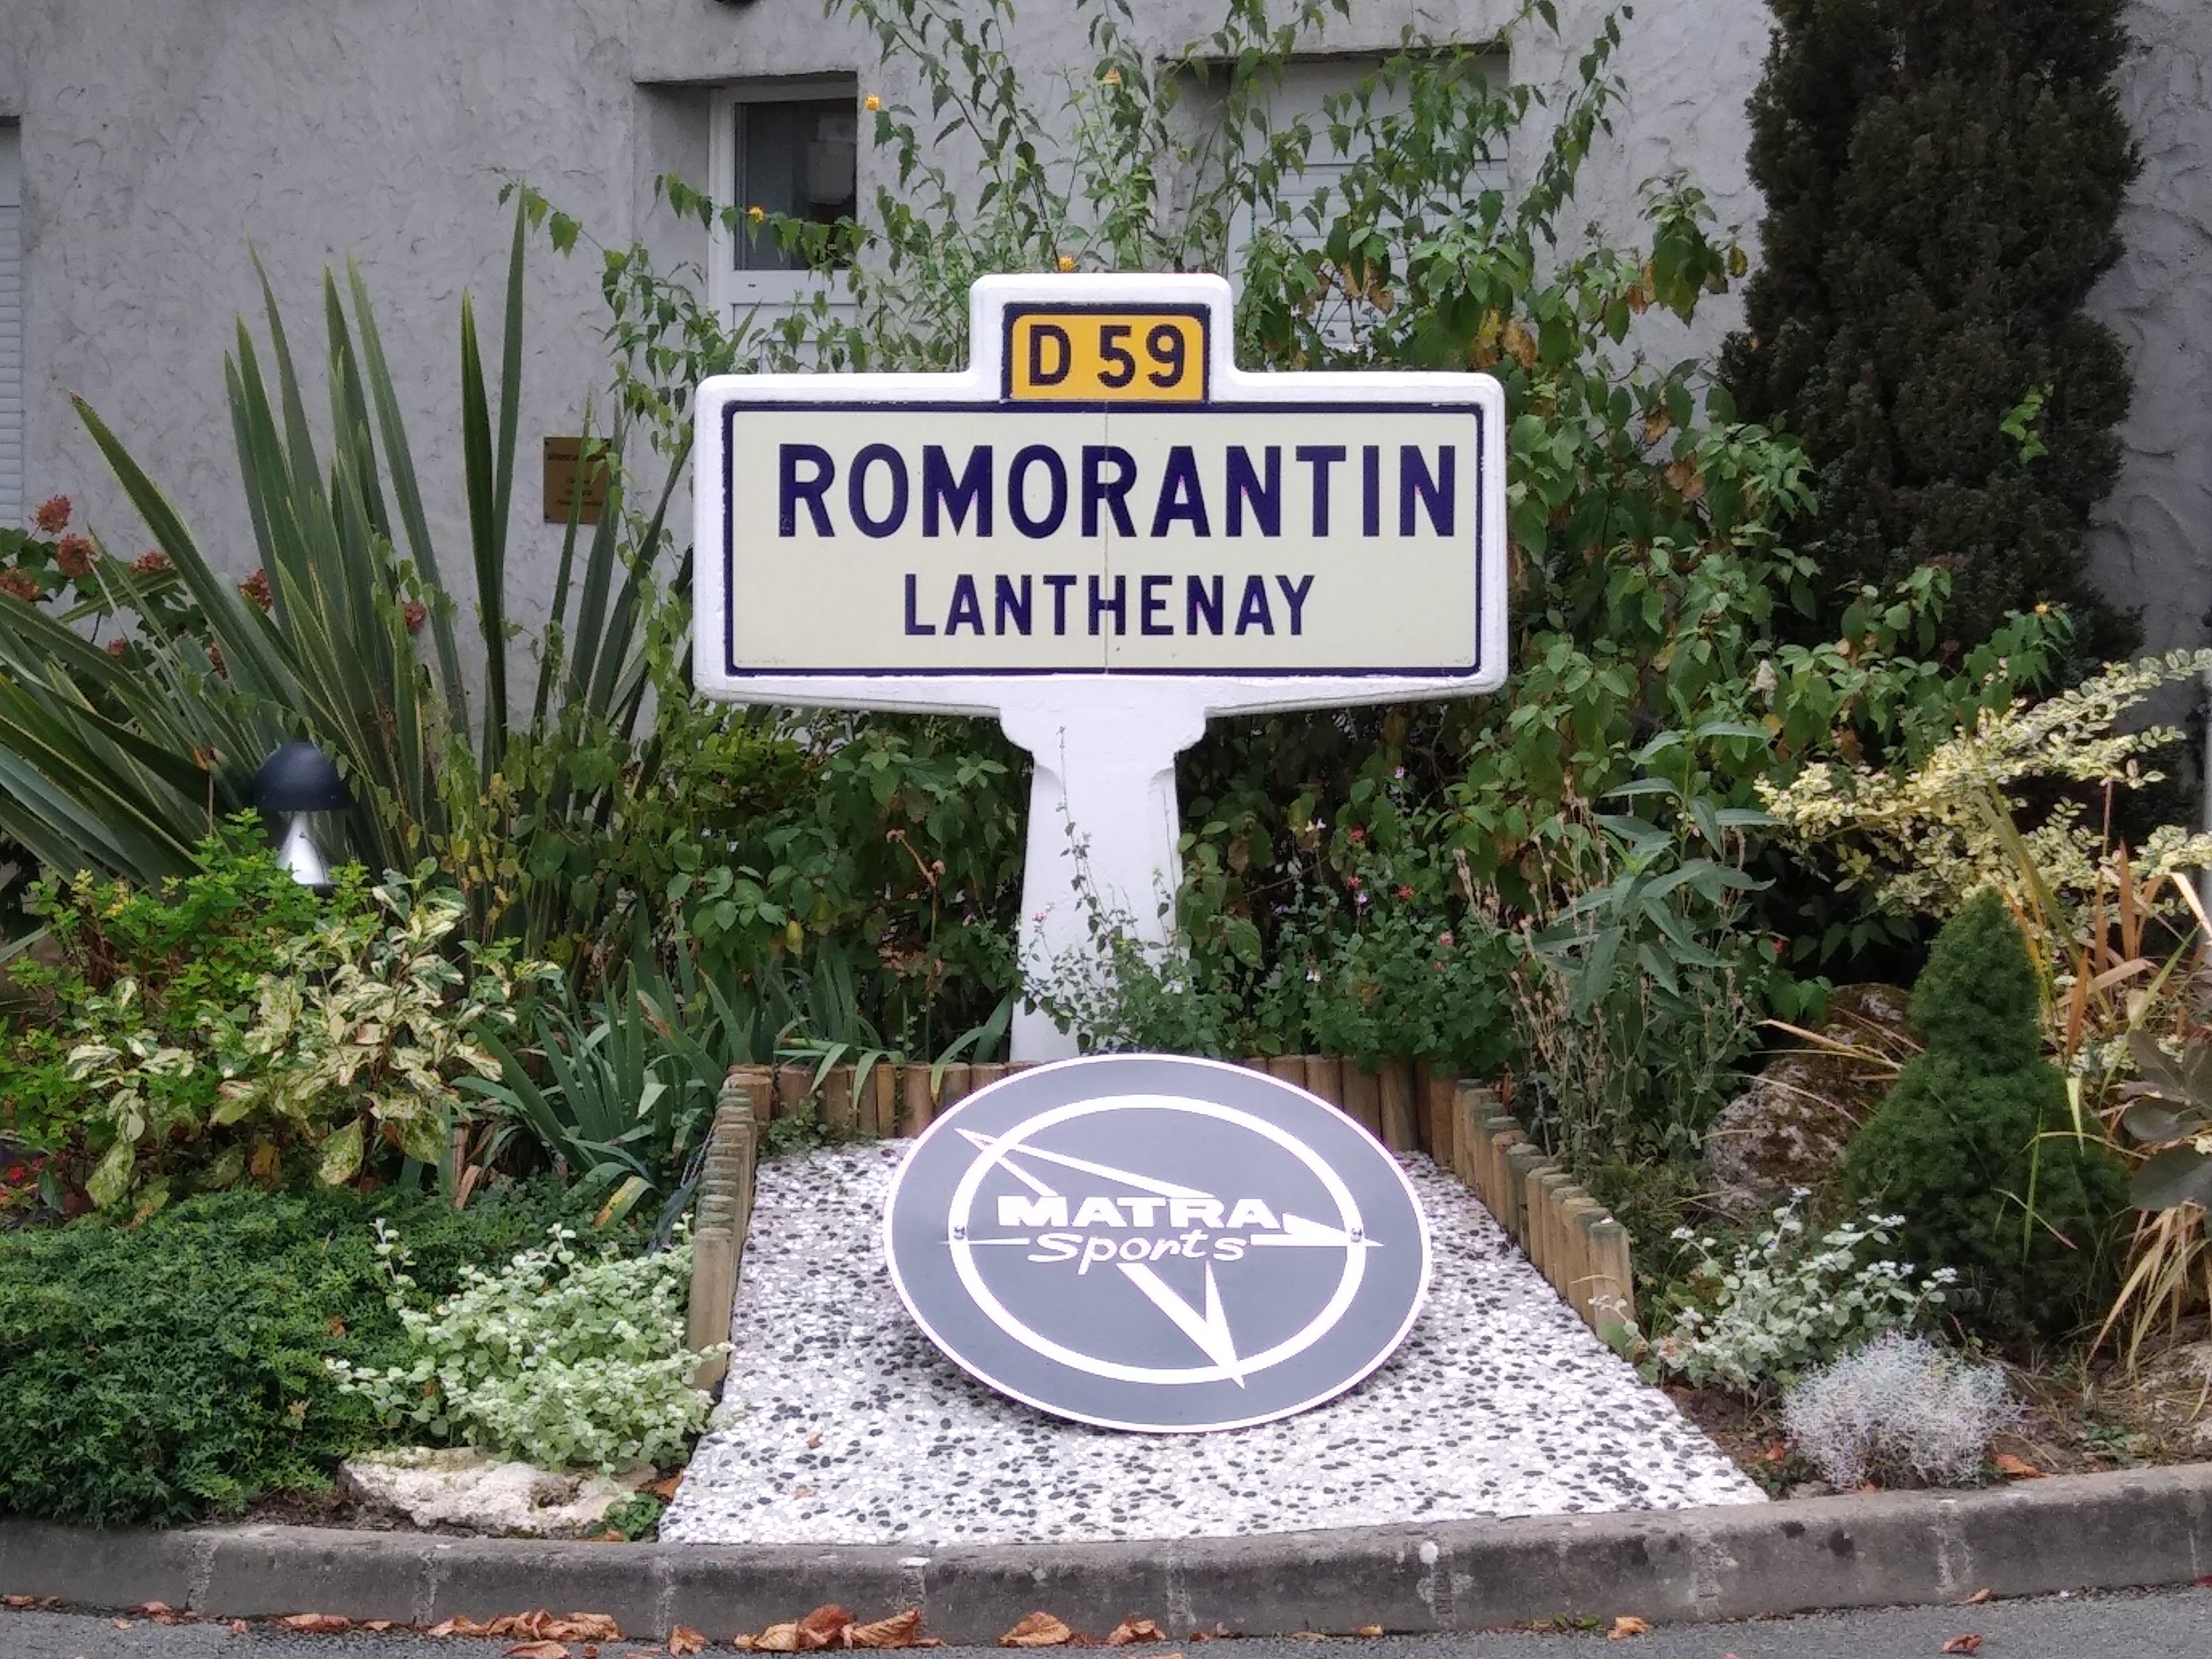 D 59
ROMORANTIN
LANTHENAY
MATRA
Sports